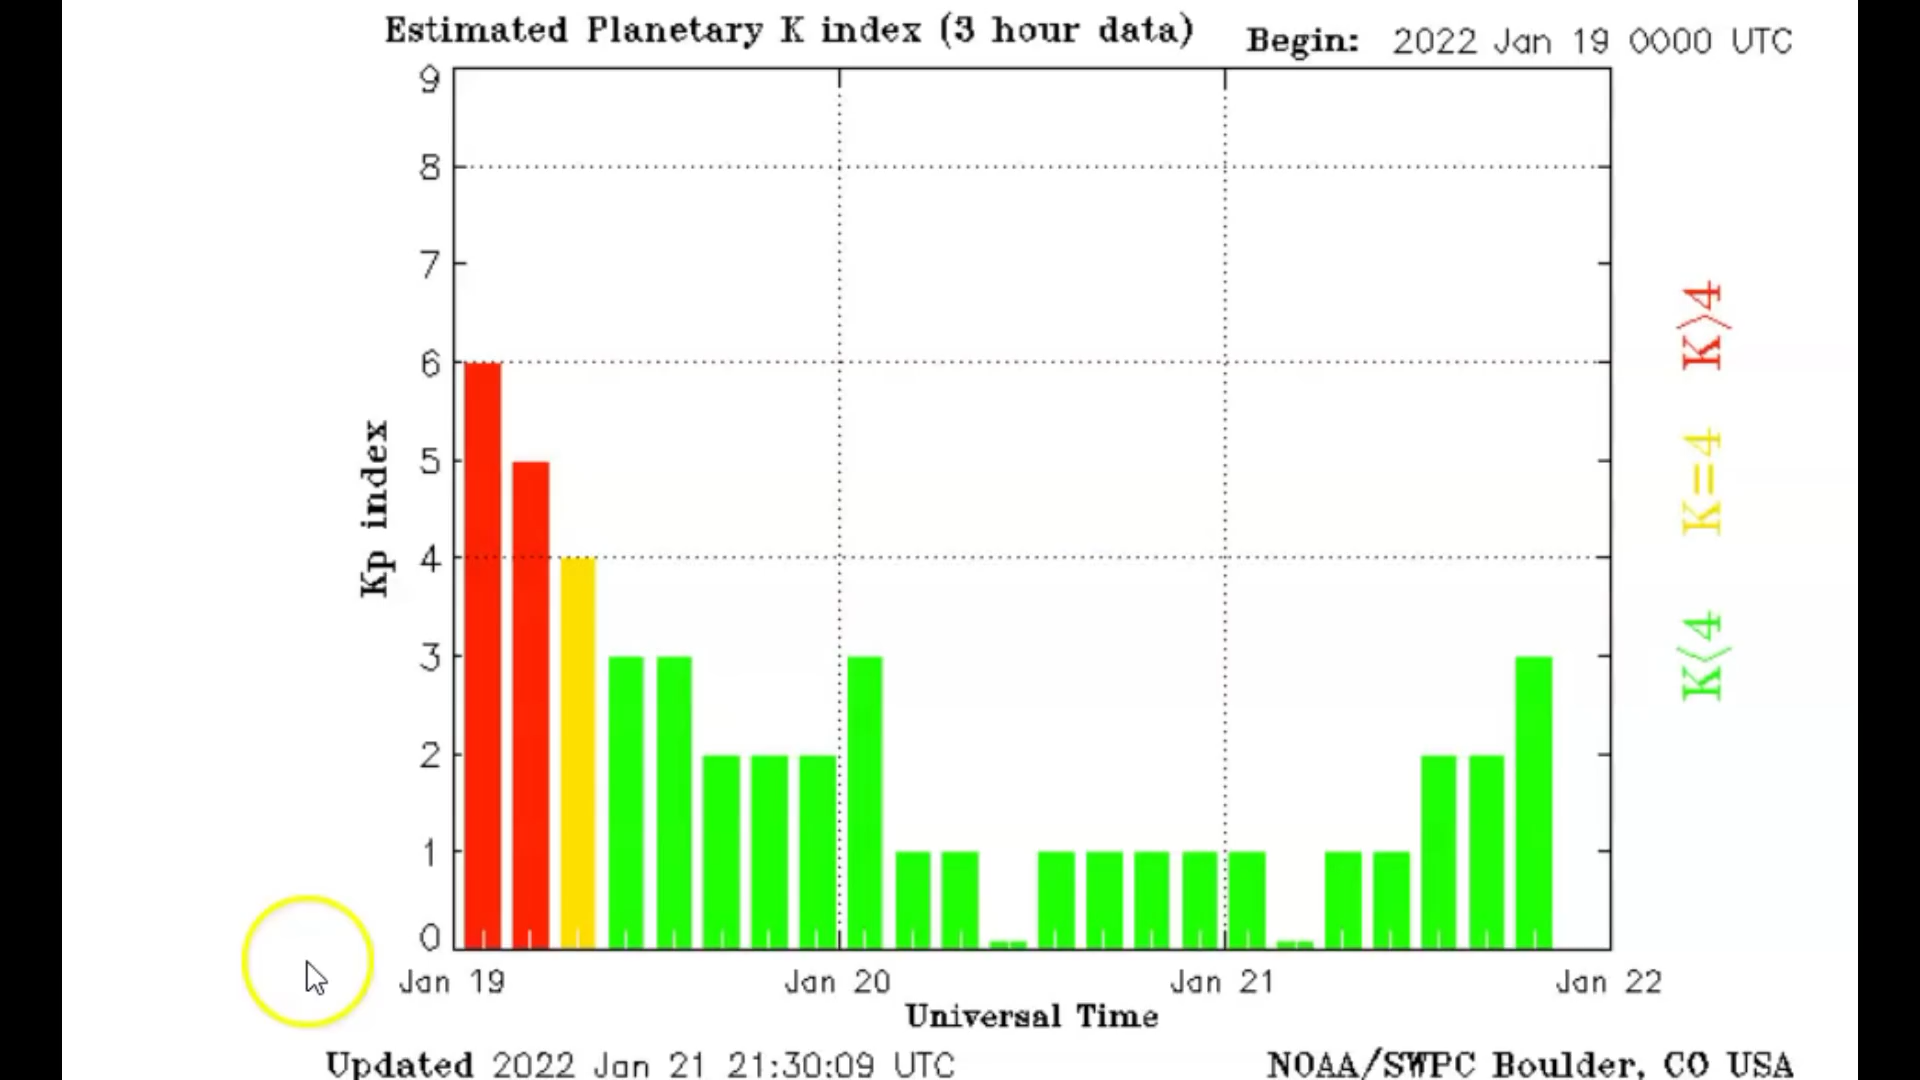 Estimated Planetary K index (3 hour data)
Begin: 2022 Jan 19 0000 UTC
9
8
7
6
5
4
3
2
1
0
Kp index
K>4
K=4
K<4
Jan 19
Jan 20
Jan 21
Jan 22
Universal Time
Updated 2022 Jan 21 21:30:09 UTC
NOAA/SWPC Boulder, CO USA